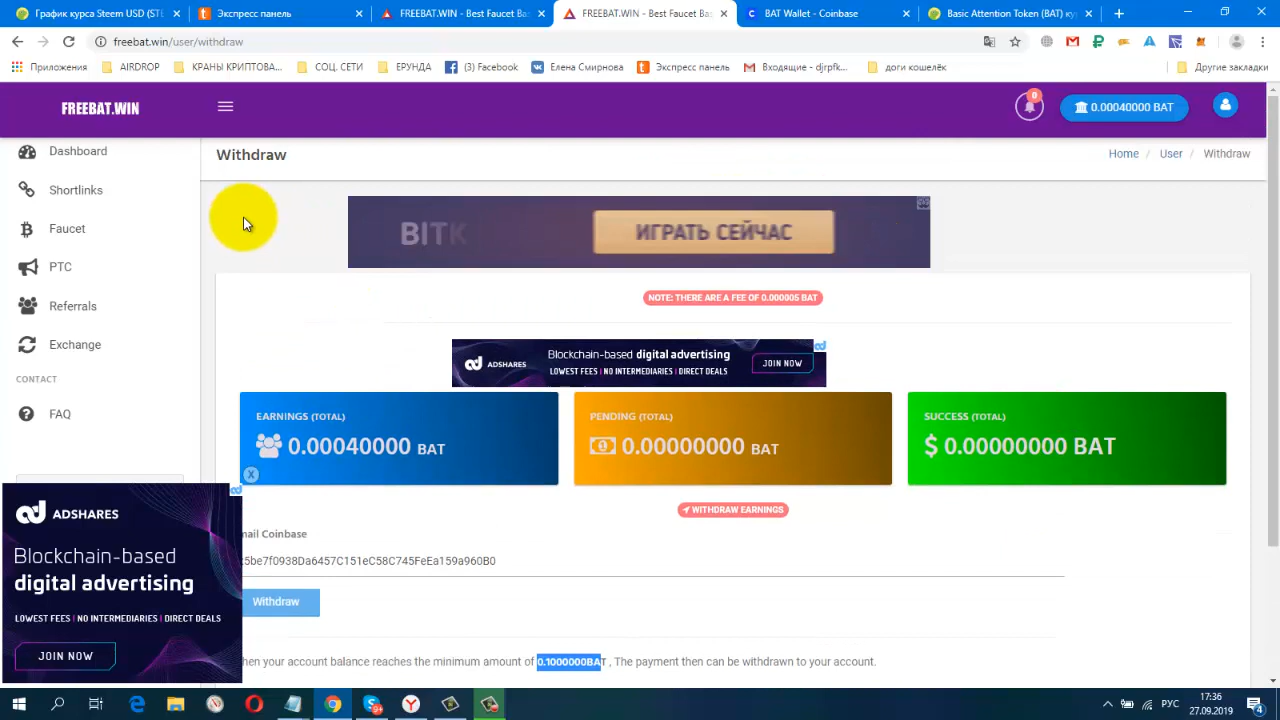 График курса Steem USD (STE
Экспресс панель
FREEBAT.WIN - Best Faucet Ba
FREEBAT.WIN - Best Faucet Ba
BAT Wallet - Coinbase
Basic Attention Token (BAT) ку
freebat.win/user/withdraw
Приложения
AIRDROP
КРАНЫ КРИПТОВА...
СОЦ. СЕТИ
ЕРУНДА
(3) Facebook
Елена Смирнова
Экспресс панель
Входящие - djrpfk...
доги кошелёк
Другие закладки
FREEBAT.WIN
0
0.00040000 BAT
Dashboard
Shortlinks
Faucet
PTC
Referrals
Exchange
CONTACT
FAQ
Withdraw
Home / User / Withdraw
BITK
ИГРАТЬ СЕЙЧАС
NOTE: THERE ARE A FEE OF 0.000005 BAT
ADSHARES
Blockchain-based digital advertising
LOWEST FEES | NO INTERMEDIARIES | DIRECT DEALS
JOIN NOW
EARNINGS (TOTAL)
0.00040000 BAT
PENDING (TOTAL)
0.00000000 BAT
SUCCESS (TOTAL)
$ 0.00000000 BAT
X
WITHDRAW EARNINGS
mail Coinbase
5be7f0938Da6457C151eC58C745FeEa159a960B0
Withdraw
hen your account balance reaches the minimum amount of 0.1000000BAT , The payment then can be withdrawn to your account.
ad
ADSHARES
Blockchain-based
digital advertising
LOWEST FEES | NO INTERMEDIARIES | DIRECT DEALS
JOIN NOW
РУС
17:36
27.09.2019
4